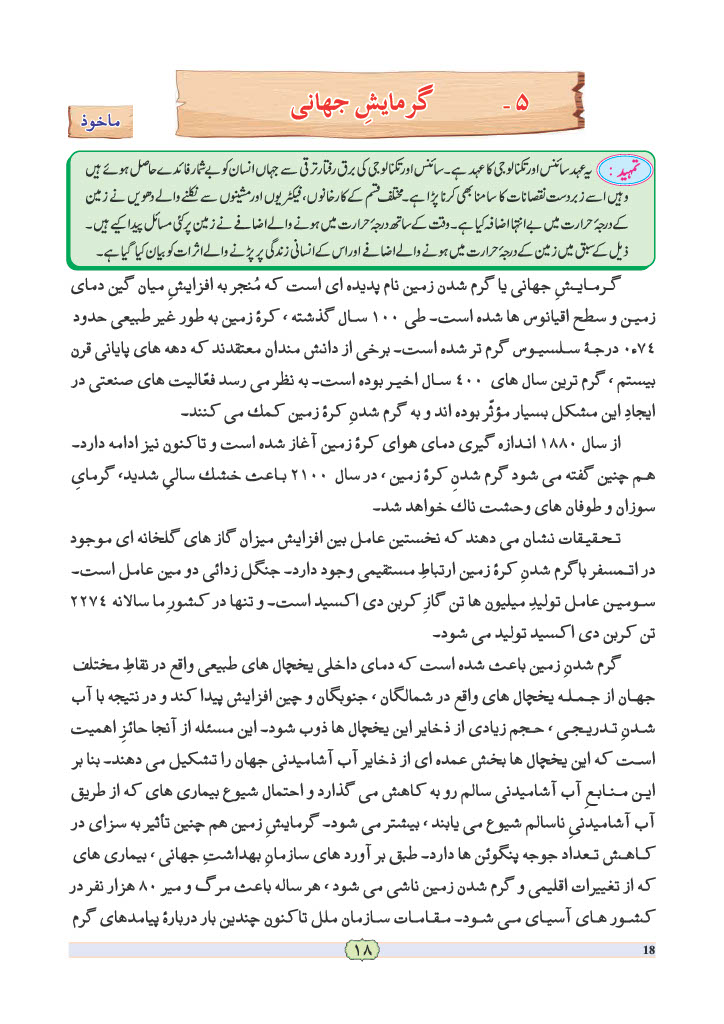 ۵ - گرمایشِ جهانی
ماخوذ
تمہید : یہ عہد سائنس اور تکنالوجی کا عہد ہے۔ سائنس اور تکنالوجی کی برق رفتار ترقی سے جہاں انسان کو بے شمار فائدے حاصل ہوئے ہیں
وہیں اسے زبردست نقصانات کا سامنا بھی کرنا پڑا ہے۔ مختلف قسم کے کارخانوں، فیکٹریوں اور مشینوں سے نکلنے والے دھویں نے زمین
کے درجۂ حرارت میں بے انتہا اضافہ کیا ہے۔ وقت کے ساتھ درجۂ حرارت میں ہونے والے اضافے نے زمین پر کئی مسائل پیدا کیے ہیں۔
ذیل کے سبق میں زمین کے درجۂ حرارت میں ہونے والے اضافے اور اس کے انسانی زندگی پر پڑنے والے اثرات کو بیان کیا گیا ہے۔
گرمایشِ جهانی یا گرم شدن زمین نام پدیده ای است که مُنجر به افزایشِ میان گین دمای
زمین و سطح اقیانوس ها شده است۔ طی ۱۰۰ سال گذشته ، کرۂ زمین به طور غیر طبیعی حدود
۰ء۷۴ درجۂ سلسیوس گرم تر شده است۔ برخی از دانش مندان معتقدند که دهه های پایانی قرن
بیستم ، گرم ترین سال های ۴۰۰ سال اخیر بوده است۔ به نظر می رسد فعّالیت های صنعتی در
ایجادِ این مشکل بسیار مؤثّر بوده اند و به گرم شدنِ کرۂ زمین کمك می کنند۔
از سال ۱۸۸۰ اندازه گیری دمای هوای کرۂ زمین آغاز شده است و تاکنون نیز ادامه دارد۔
هم چنین گفته می شود گرم شدنِ کرۂ زمین ، در سال ۲۱۰۰ باعث خشك سالیِ شدید، گرمایِ
سوزان و طوفان های وحشت ناك خواهد شد۔
تحقیقات نشان می دهند که نخستین عامل بین افزایش میزان گاز های گلخانه ای موجود
در اتمسفر باگرم شدنِ کرۂ زمین ارتباطِ مستقیمی وجود دارد۔ جنگل زدائی دو مین عامل است۔
سومین عامل تولیدِ میلیون ها تن گازِ کربن دی اکسید است۔ و تنها در کشورِ ما سالانه ۲۲۷۴
تن کربن دی اکسید تولید می شود۔
گرم شدنِ زمین باعث شده است که دمای داخلی یخچال های طبیعی واقع در نقاطِ مختلف
جهان از جمله یخچال های واقع در شمالگان ، جنوبگان و چین افزایش پیدا کند و در نتیجه با آب
شدنِ تدریجی ، حجم زیادی از ذخایر این یخچال ها ذوب شود۔ این مسئله از آنجا حائزِ اهمیت
است که این یخچال ها بخش عمده ای از ذخایر آب آشامیدنی جهان را تشکیل می دهند۔ بنا بر
این منابعِ آب آشامیدنی سالم رو به کاهش می گذارد و احتمال شیوع بیماری های که از طریق
آب آشامیدنیِ ناسالم شیوع می یابند ، بیشتر می شود۔ گرمایشِ زمین هم چنین تأثیر به سزای در
کاهش تعداد جوجه پنگوئن ها دارد۔ طبق بر آورد های سازمانِ بهداشتِ جهانی ، بیماری های
که از تغییرات اقلیمی و گرم شدن زمین ناشی می شود ، هر ساله باعث مرگ و میر ۸۰ هزار نفر در
کشور های آسیای می شود۔ مقامات سازمان ملل تاکنون چندین بار دربارۂ پیامدهای گرم
۱۸
18